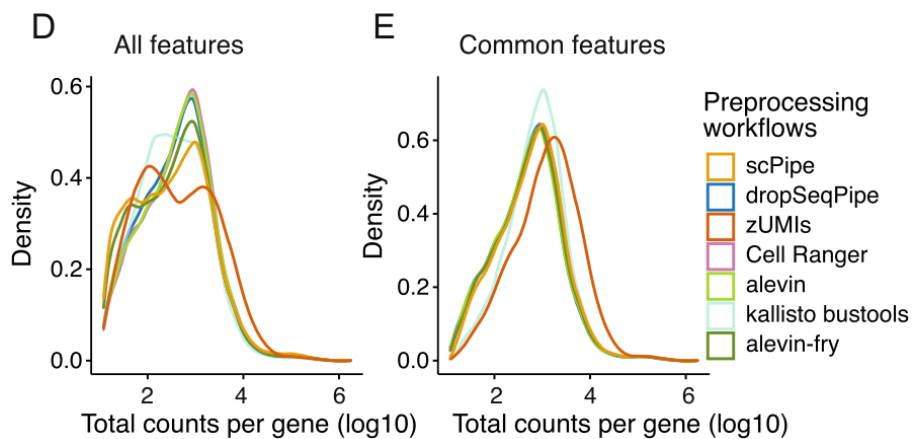 D
All features
Density
0.6
0.4
0.2
0.0
2
4
6
Total counts per gene (log10)
E
Common features
Density
0.6
0.4
0.2
0.0
2
4
6
Total counts per gene (log10)
Preprocessing
workflows
scPipe
dropSeqPipe
zUMIs
Cell Ranger
alevin
kallisto bustools
alevin-fry